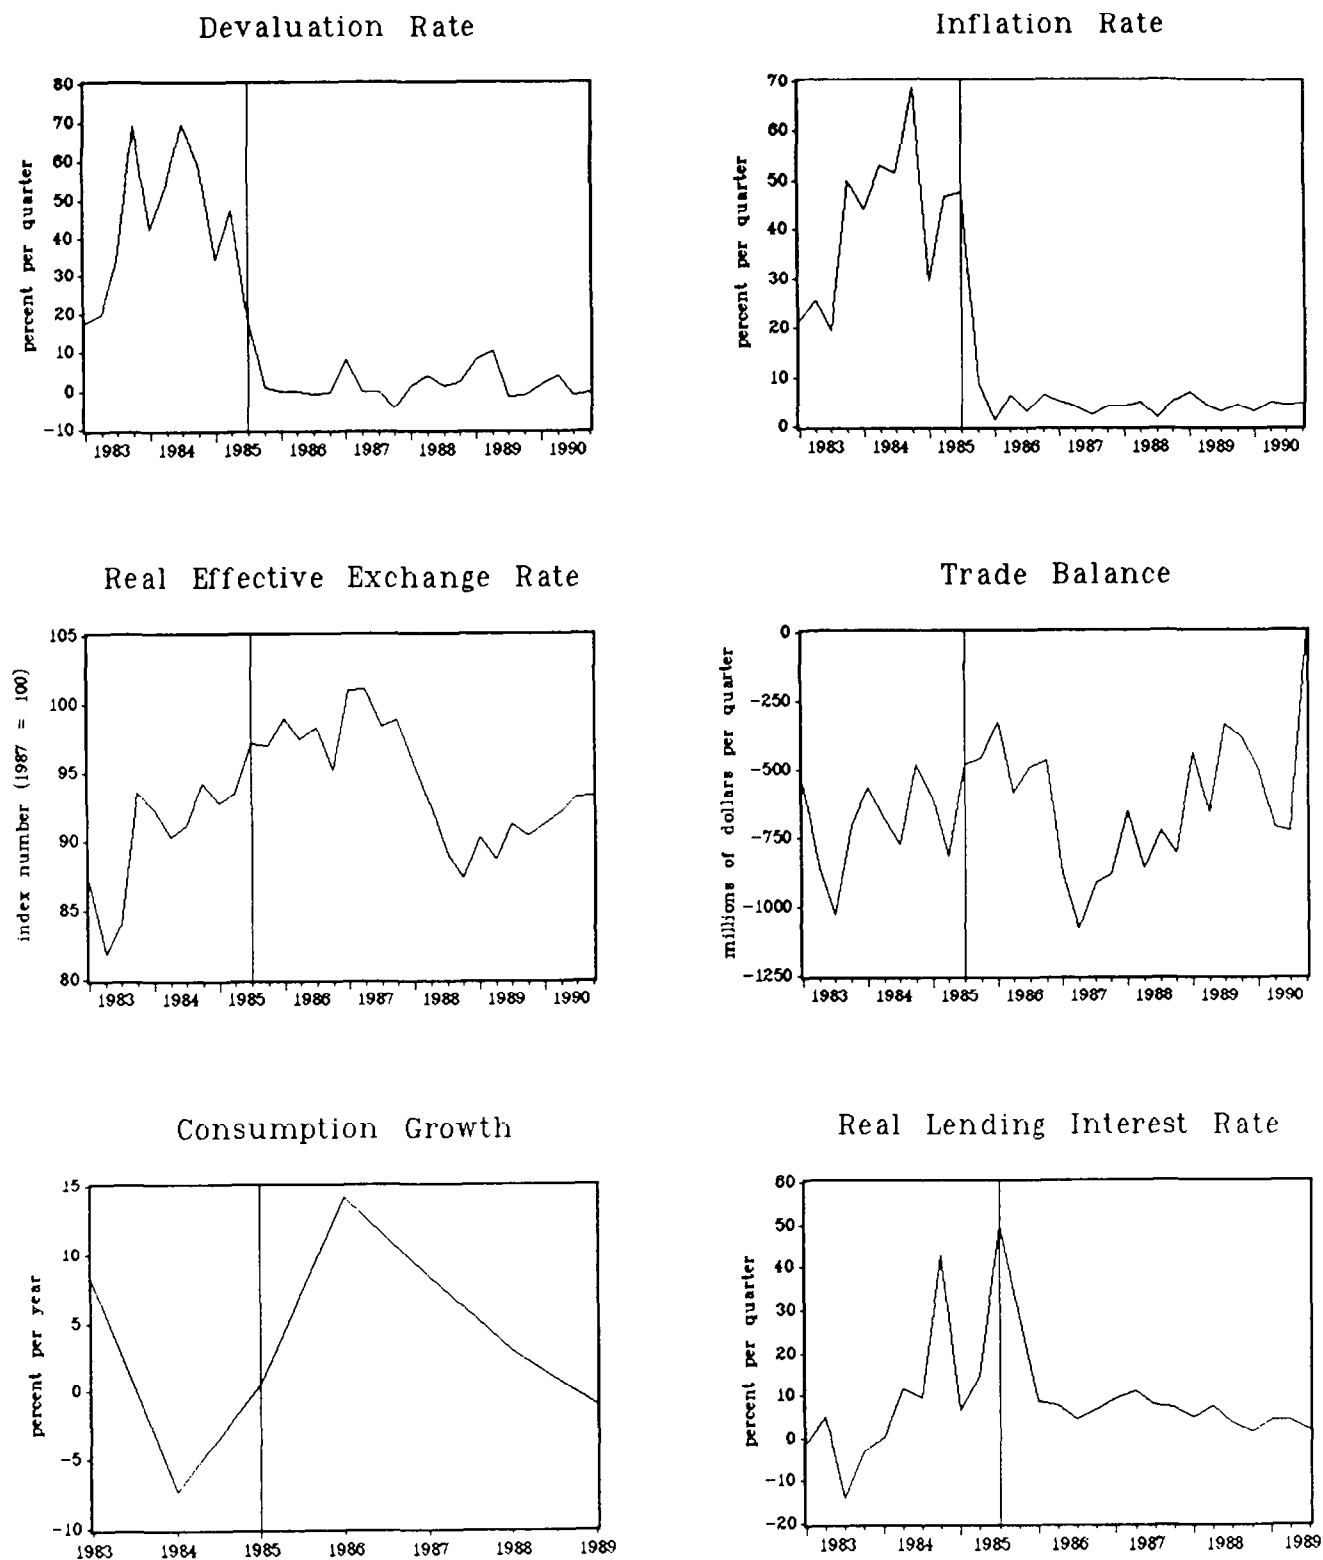 Devaluation Rate
percent per quarter
80
70
60
50
40
30
20
10
0
-10
1983 1984 1985 1986 1987 1988 1989 1990
Inflation Rate
percent per quarter
70
60
50
40
30
20
10
0
1983 1984 1985 1986 1987 1988 1989 1990
Real Effective Exchange Rate
index number (1987 = 100)
105
100
95
90
85
80
1983 1984 1985 1986 1987 1988 1989 1990
Trade Balance
millions of dollars per quarter
0
-250
-500
-750
-1000
-1250
1983 1984 1985 1986 1987 1988 1989 1990
Consumption Growth
percent per year
15
10
5
0
-5
-10
1983 1984 1985 1986 1987 1988 1989
Real Lending Interest Rate
percent per quarter
60
50
40
30
20
10
0
-10
-20
1983 1984 1985 1986 1987 1988 1989